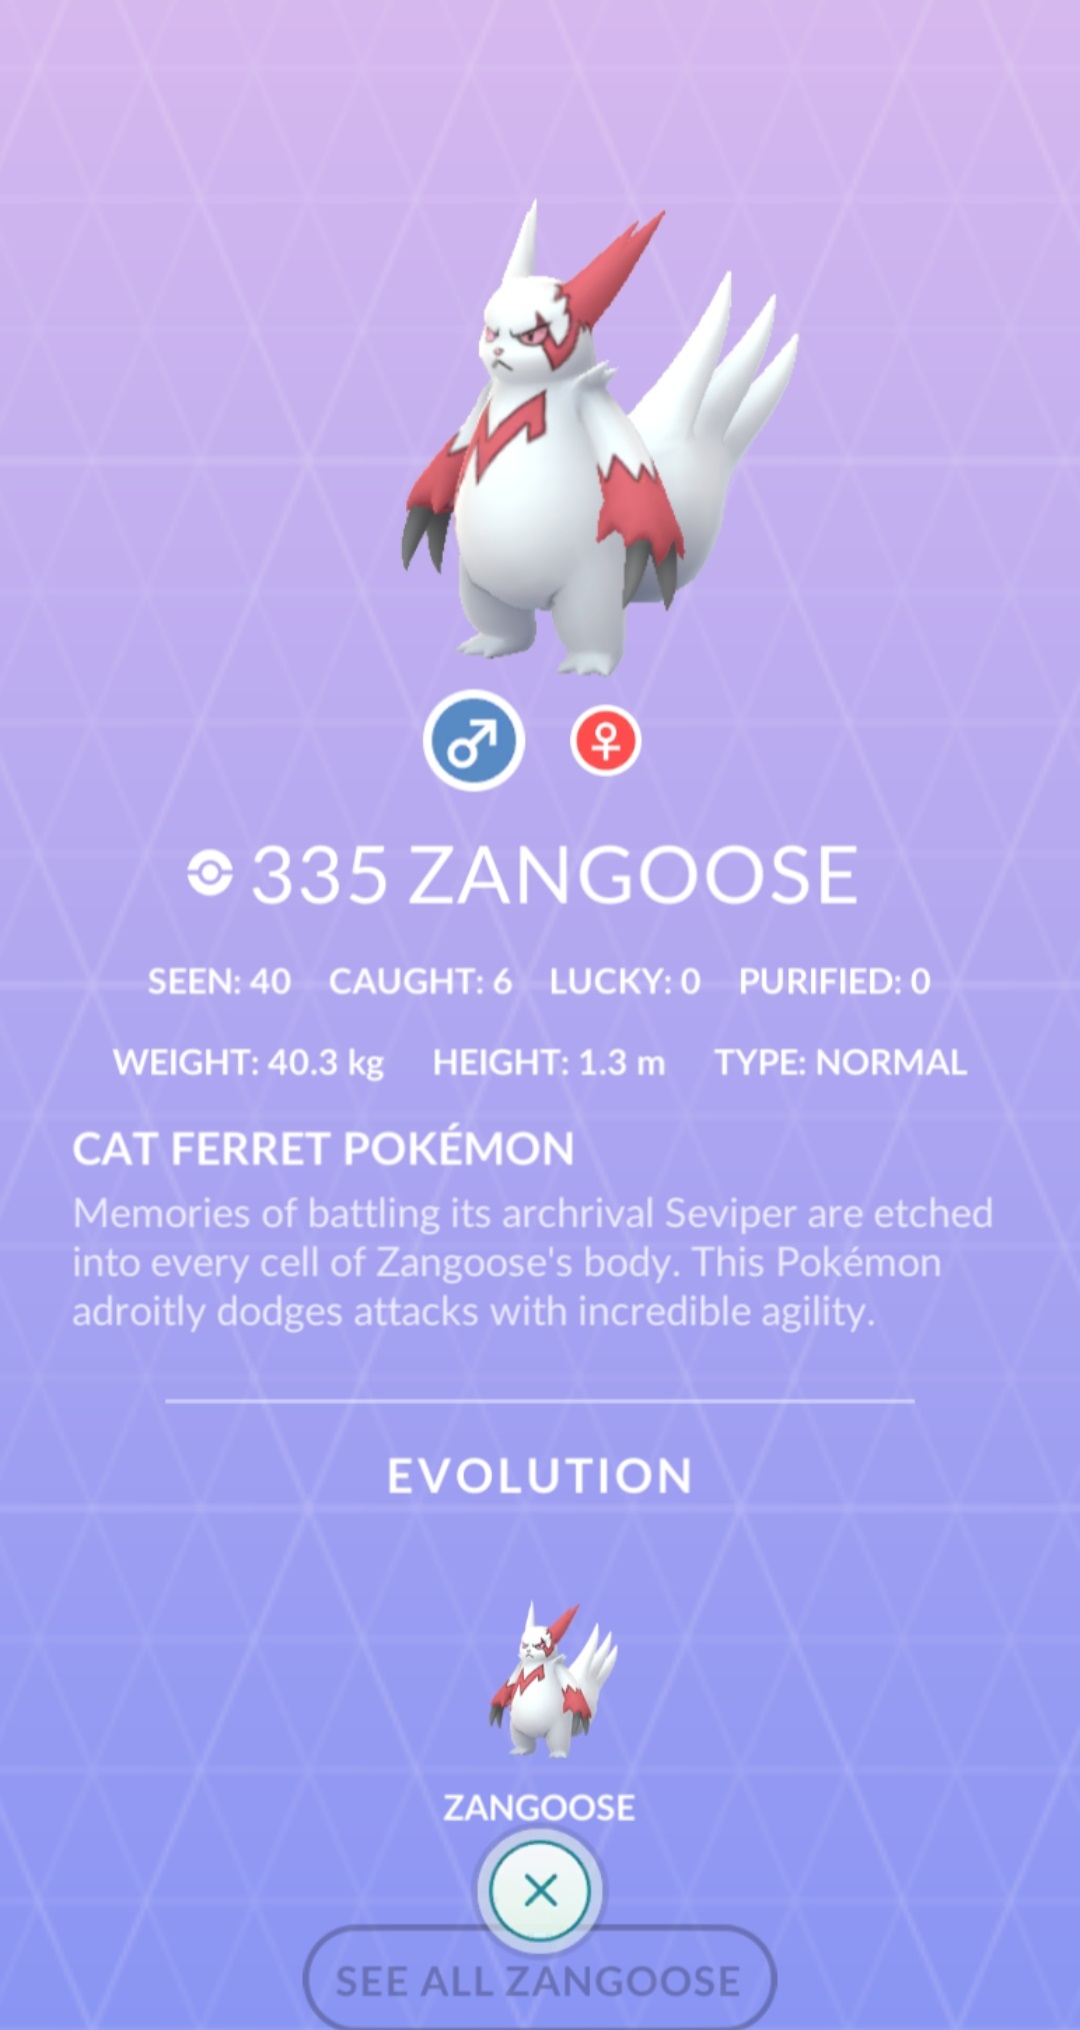 335 ZANGOOSE
SEEN: 40 CAUGHT: 6 LUCKY: 0 PURIFIED: 0
WEIGHT: 40.3 kg HEIGHT: 1.3 m TYPE: NORMAL
CAT FERRET POKÉMON
Memories of battling its archrival Seviper are etched
into every cell of Zangoose's body. This Pokémon
adroitly dodges attacks with incredible agility.
EVOLUTION
ZANGOOSE
SEE ALL ZANGOOSE